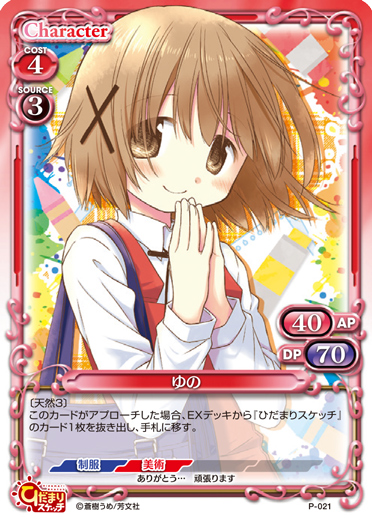 Character
COST
4
SOURCE
3
40 AP
DP 70
ゆの
［天然3］
このカードがアプローチした場合、EXデッキから『ひだまりスケッチ』
のカード1枚を抜き出し、手札に移す。
制服 美術
ありがとう… 頑張ります
ひだまり
スケッチ
©蒼樹うめ/芳文社
P-021